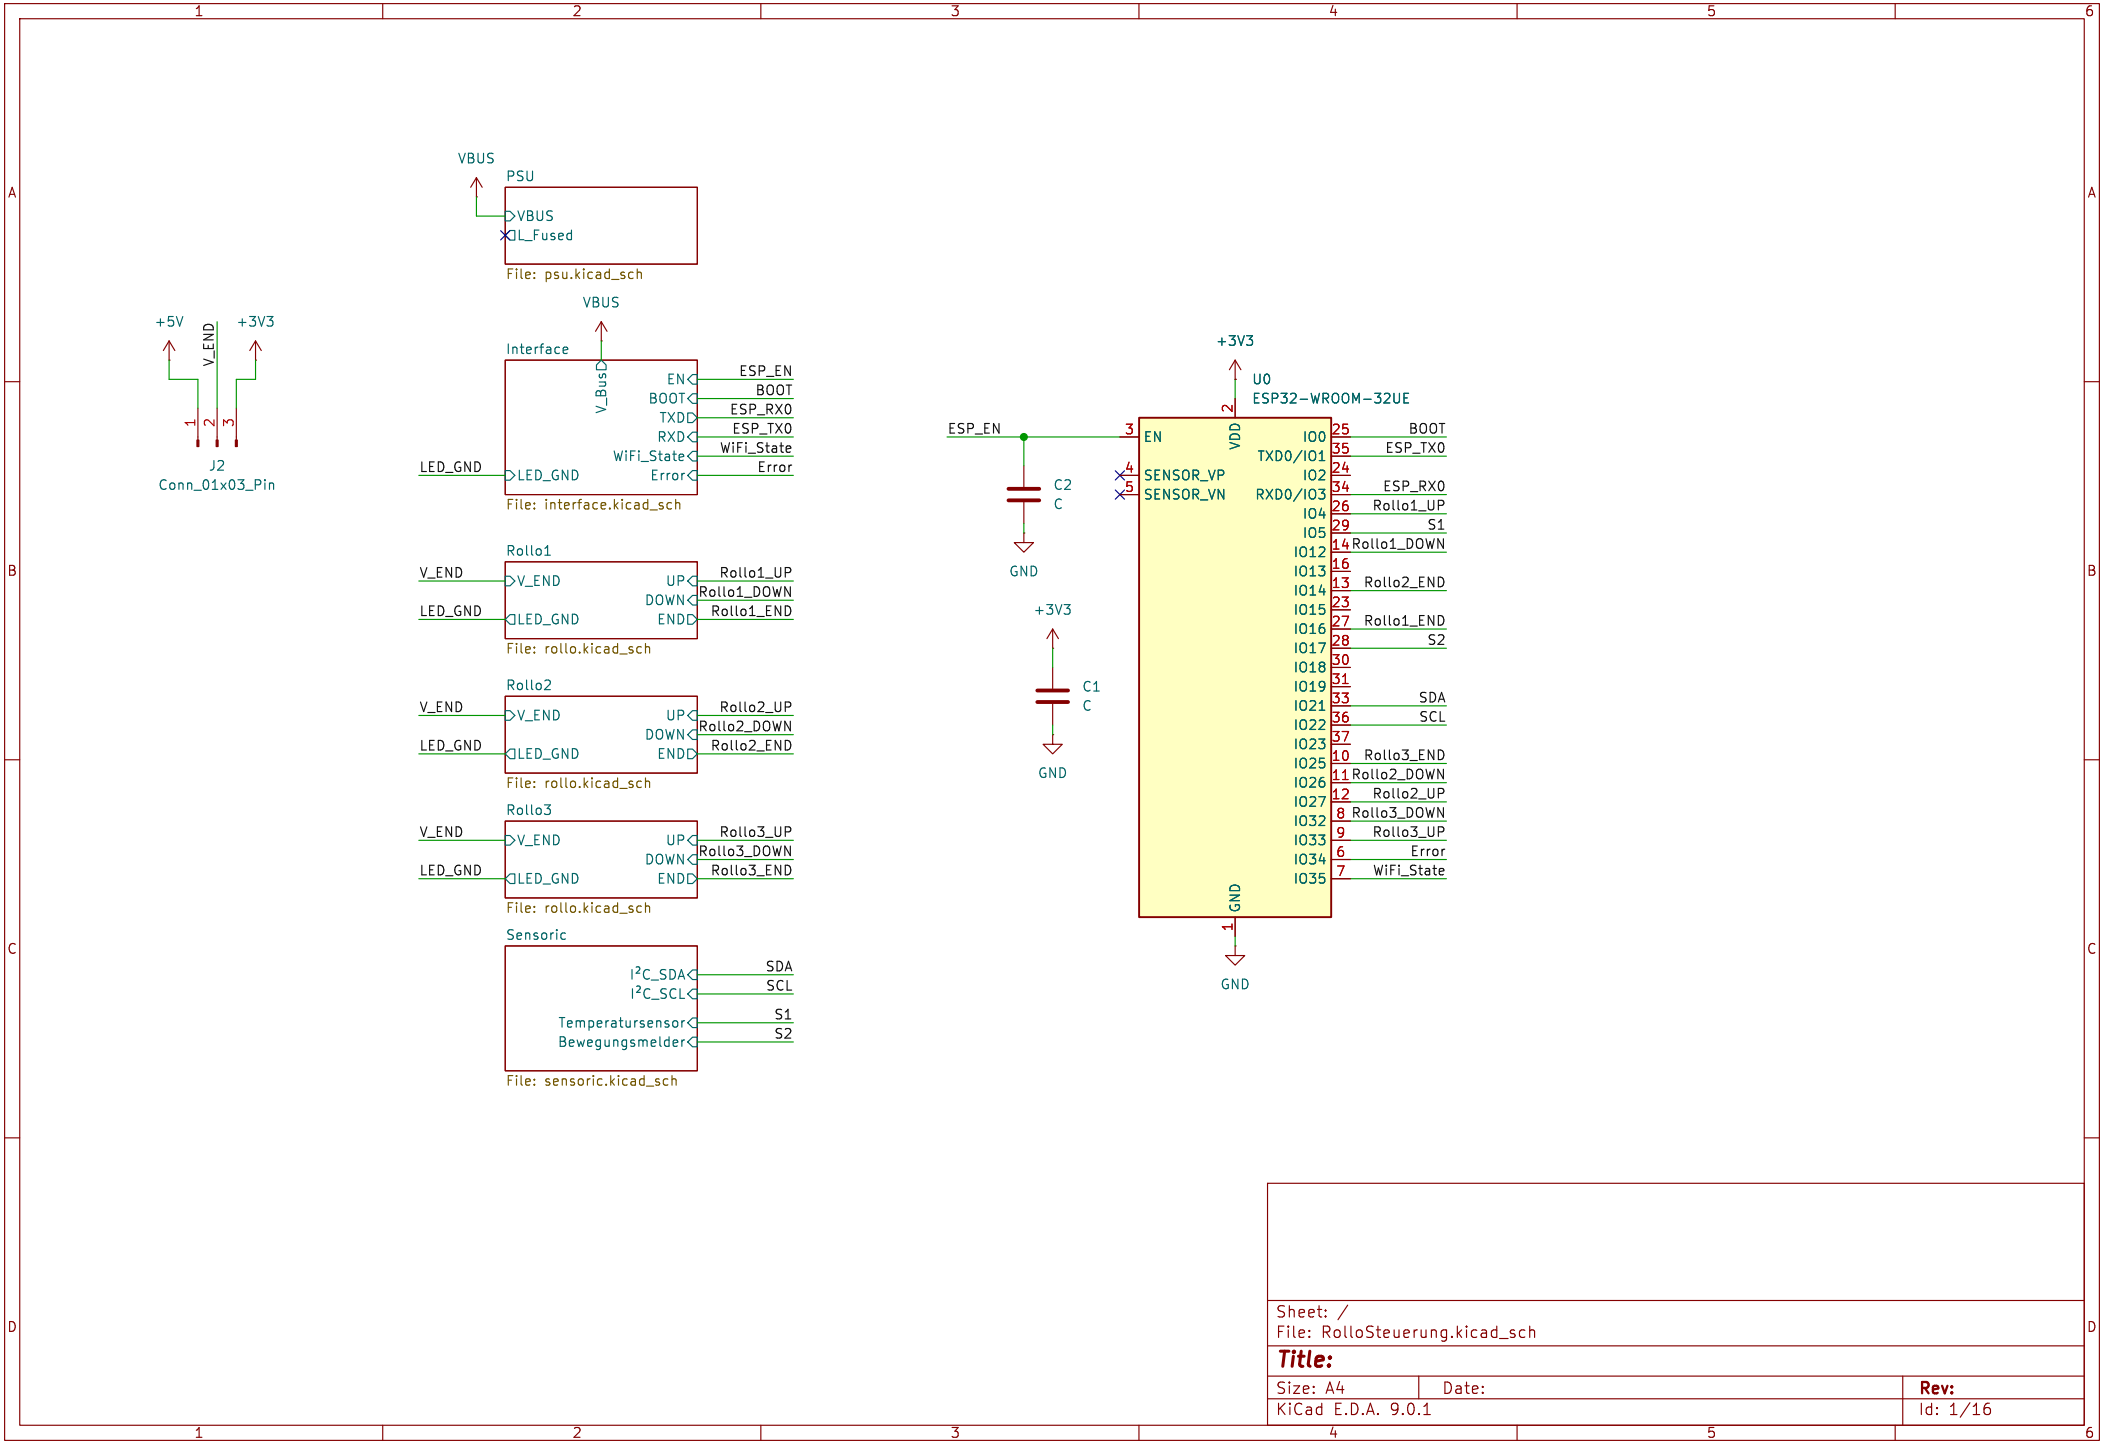 1 2 3 4 5 6
A A
B B
C C
D D
VBUS
PSU
VBUS
L_Fused
File: psu.kicad_sch
VBUS
Interface
V_Bus
EN ESP_EN
BOOT BOOT
TXD ESP_RX0
RXD ESP_TX0
WiFi_State WiFi_State
LED_GND LED_GND Error Error
File: interface.kicad_sch
+5V V_END +3V3
1 2 3
J2
Conn_01x03_Pin
Rollo1
V_END V_END UP Rollo1_UP
DOWN Rollo1_DOWN
LED_GND LED_GND END Rollo1_END
File: rollo.kicad_sch
Rollo2
V_END V_END UP Rollo2_UP
DOWN Rollo2_DOWN
LED_GND LED_GND END Rollo2_END
File: rollo.kicad_sch
Rollo3
V_END V_END UP Rollo3_UP
DOWN Rollo3_DOWN
LED_GND LED_GND END Rollo3_END
File: rollo.kicad_sch
Sensoric
I²C_SDA SDA
I²C_SCL SCL
Temperatursensor S1
Bewegungsmelder S2
File: sensoric.kicad_sch
ESP_EN
C2
C
GND
+3V3
C1
C
GND
+3V3
U0
ESP32-WROOM-32UE
2
VDD
3 EN
4 SENSOR_VP
5 SENSOR_VN
IO0 25 BOOT
TXD0/IO1 35 ESP_TX0
IO2 24
RXD0/IO3 34 ESP_RX0
IO4 26 Rollo1_UP
IO5 29 S1
IO12 14 Rollo1_DOWN
IO13 16
IO14 13 Rollo2_END
IO15 23
IO16 27 Rollo1_END
IO17 28 S2
IO18 30
IO19 31
IO21 33 SDA
IO22 36 SCL
IO23 37
IO25 10 Rollo3_END
IO26 11 Rollo2_DOWN
IO27 12 Rollo2_UP
IO32 8 Rollo3_DOWN
IO33 9 Rollo3_UP
IO34 6 Error
IO35 7 WiFi_State
GND
1
GND
Sheet: /
File: RolloSteuerung.kicad_sch
Title:
Size: A4 Date: Rev:
KiCad E.D.A. 9.0.1 Id: 1/16
1 2 3 4 5 6